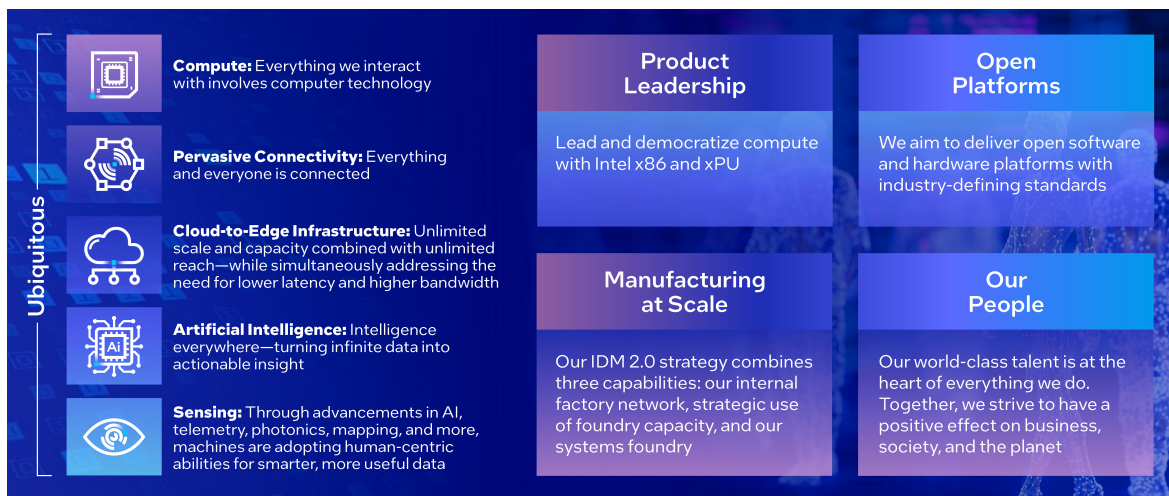 Ubiquitous
Compute: Everything we interact
with involves computer technology
Pervasive Connectivity: Everything
and everyone is connected
Cloud-to-Edge Infrastructure: Unlimited
scale and capacity combined with unlimited
reach—while simultaneously addressing the
need for lower latency and higher bandwidth
Ai
Artificial Intelligence: Intelligence
everywhere—turning infinite data into
actionable insight
Sensing: Through advancements in AI,
telemetry, photonics, mapping, and more,
machines are adopting human-centric
abilities for smarter, more useful data
Product
Leadership
Lead and democratize compute
with Intel x86 and xPU
Open
Platforms
We aim to deliver open software
and hardware platforms with
industry-defining standards
Manufacturing
at Scale
Our IDM 2.0 strategy combines
three capabilities: our internal
factory network, strategic use
of foundry capacity, and our
systems foundry
Our
People
Our world-class talent is at the
heart of everything we do.
Together, we strive to have a
positive effect on business,
society, and the planet